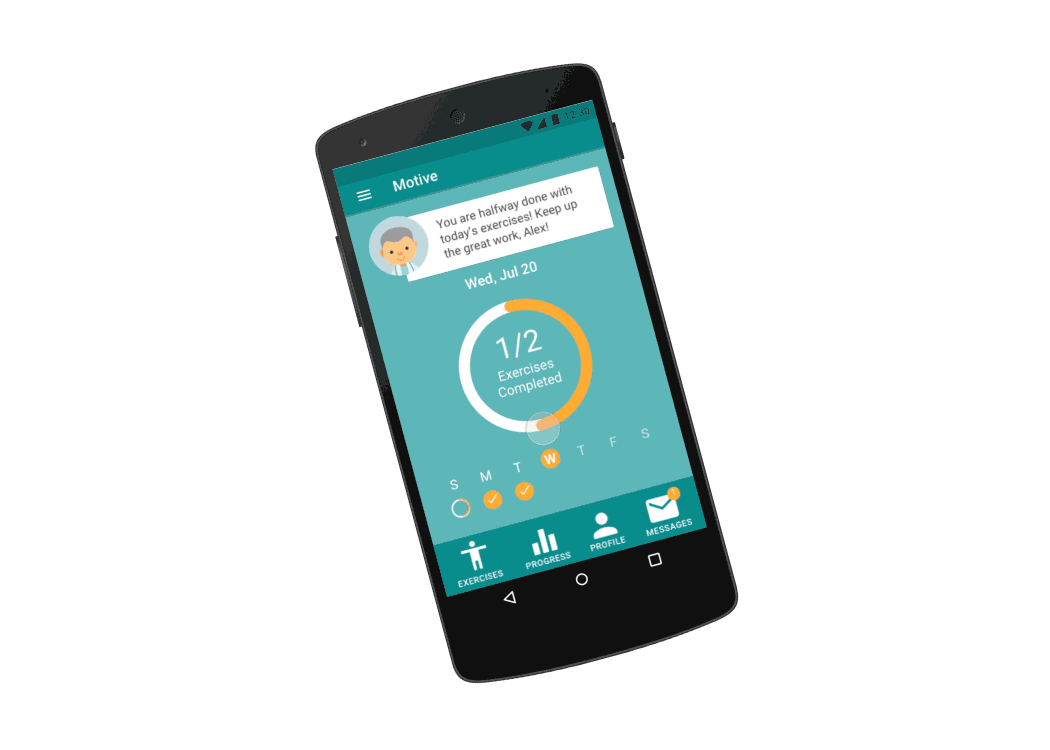 12:30
Motive
You are halfway done with
today's exercises! Keep up
the great work, Alex!
Wed, Jul 20
1/2
Exercises
Completed
S M T W T F S
EXERCISES PROGRESS PROFILE MESSAGES